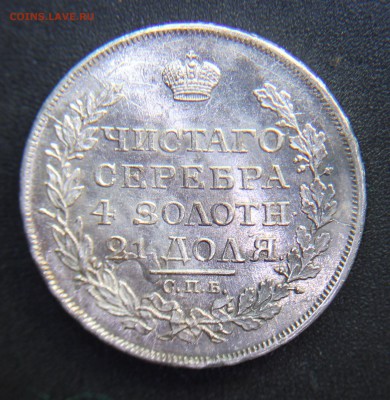 COINS.LAVE.RU
ЧИСТАГО
СЕРЕБРА
4 ЗОЛОТН
21 ДОЛЯ
С.П.Б.